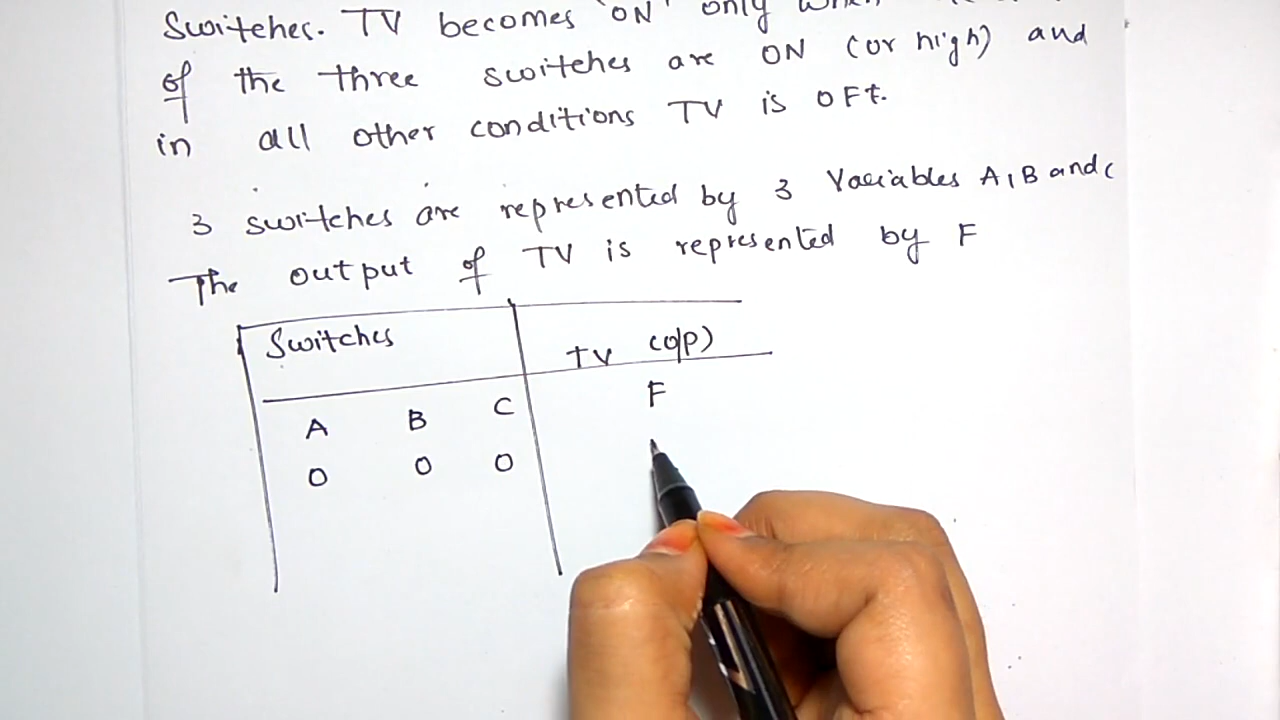 Switches. TV becomes 'ON' only when
of the three switches are ON (or high) and
in all other conditions TV is OFF.
3 switches are represented by 3 Variables A, B and C
The output of TV is represented by F
Switches TV (o/p)
A B C F
0 0 0